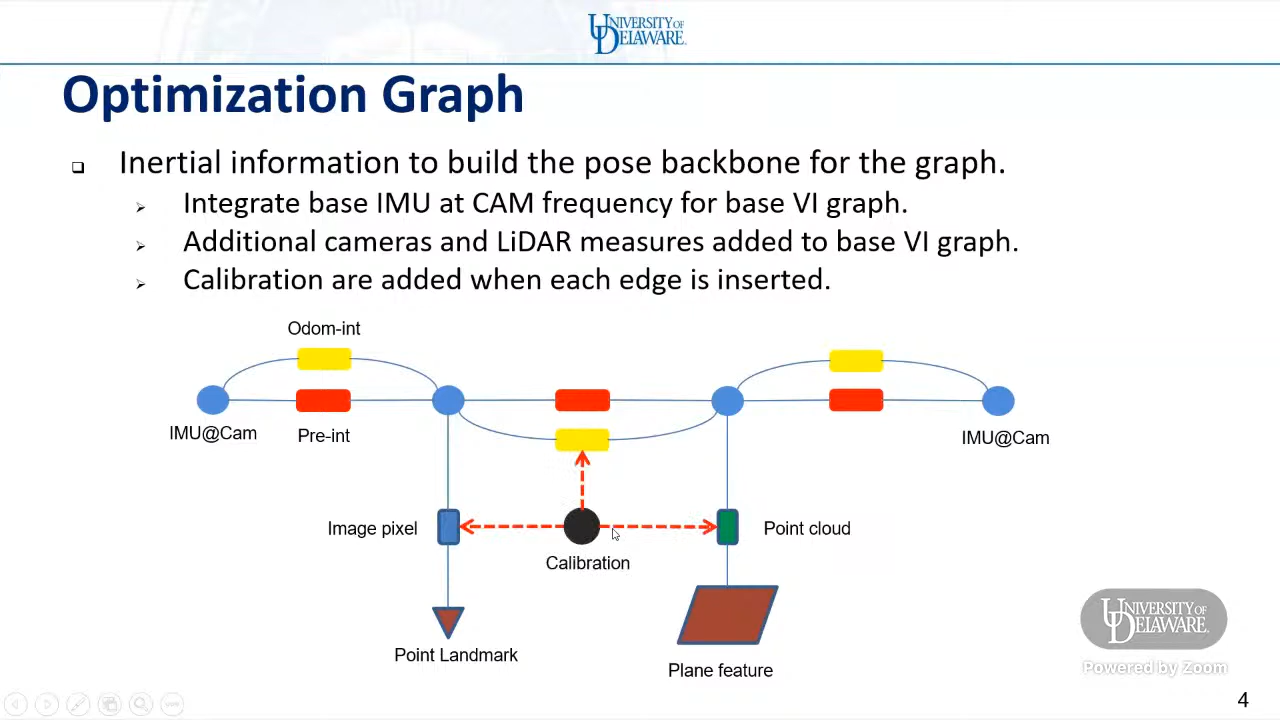 UNIVERSITY OF
DELAWARE.
Optimization Graph
Inertial information to build the pose backbone for the graph.
Integrate base IMU at CAM frequency for base VI graph.
Additional cameras and LiDAR measures added to base VI graph.
Calibration are added when each edge is inserted.
Odom-int
IMU@Cam
Pre-int
IMU@Cam
Image pixel
Point cloud
Calibration
Point Landmark
Plane feature
UNIVERSITY OF
DELAWARE.
Powered by Zoom
4